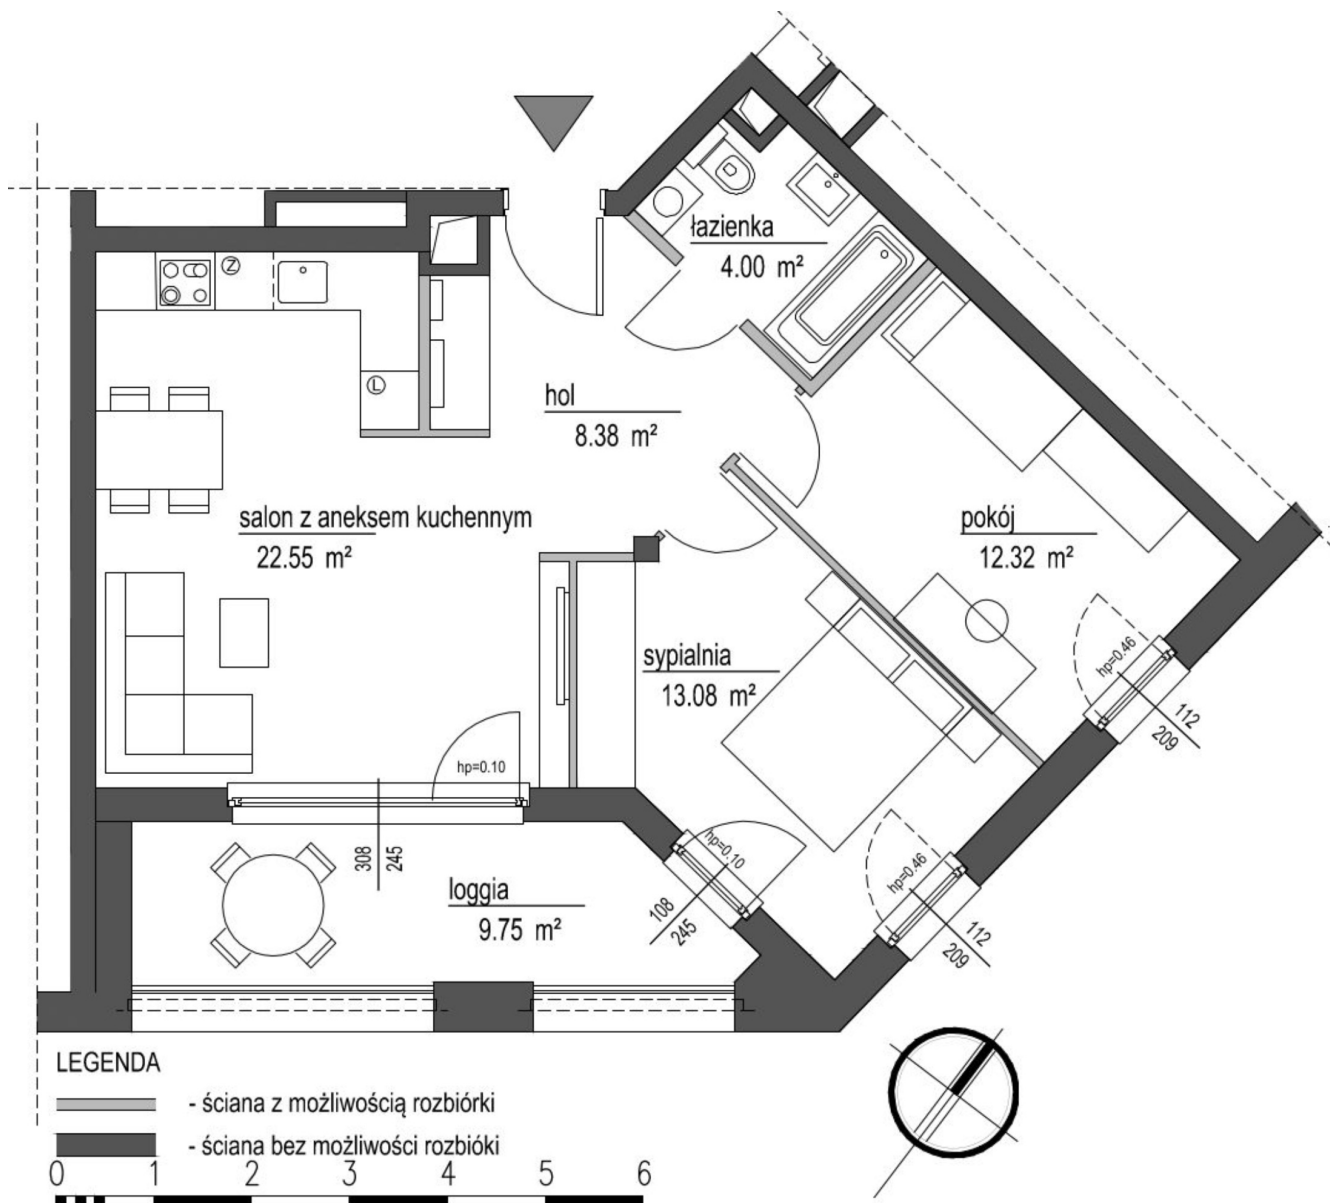 łazienka
4.00 m²
Z
L
hol
8.38 m²
salon z aneksem kuchennym
22.55 m²
pokój
12.32 m²
sypialnia
13.08 m²
hp=0.46
112
209
hp=0.10
308
245
hp=0.10
108
245
hp=0.46
112
209
loggia
9.75 m²
LEGENDA
- ściana z możliwością rozbiórki
- ściana bez możliwości rozbióki
0 1 2 3 4 5 6